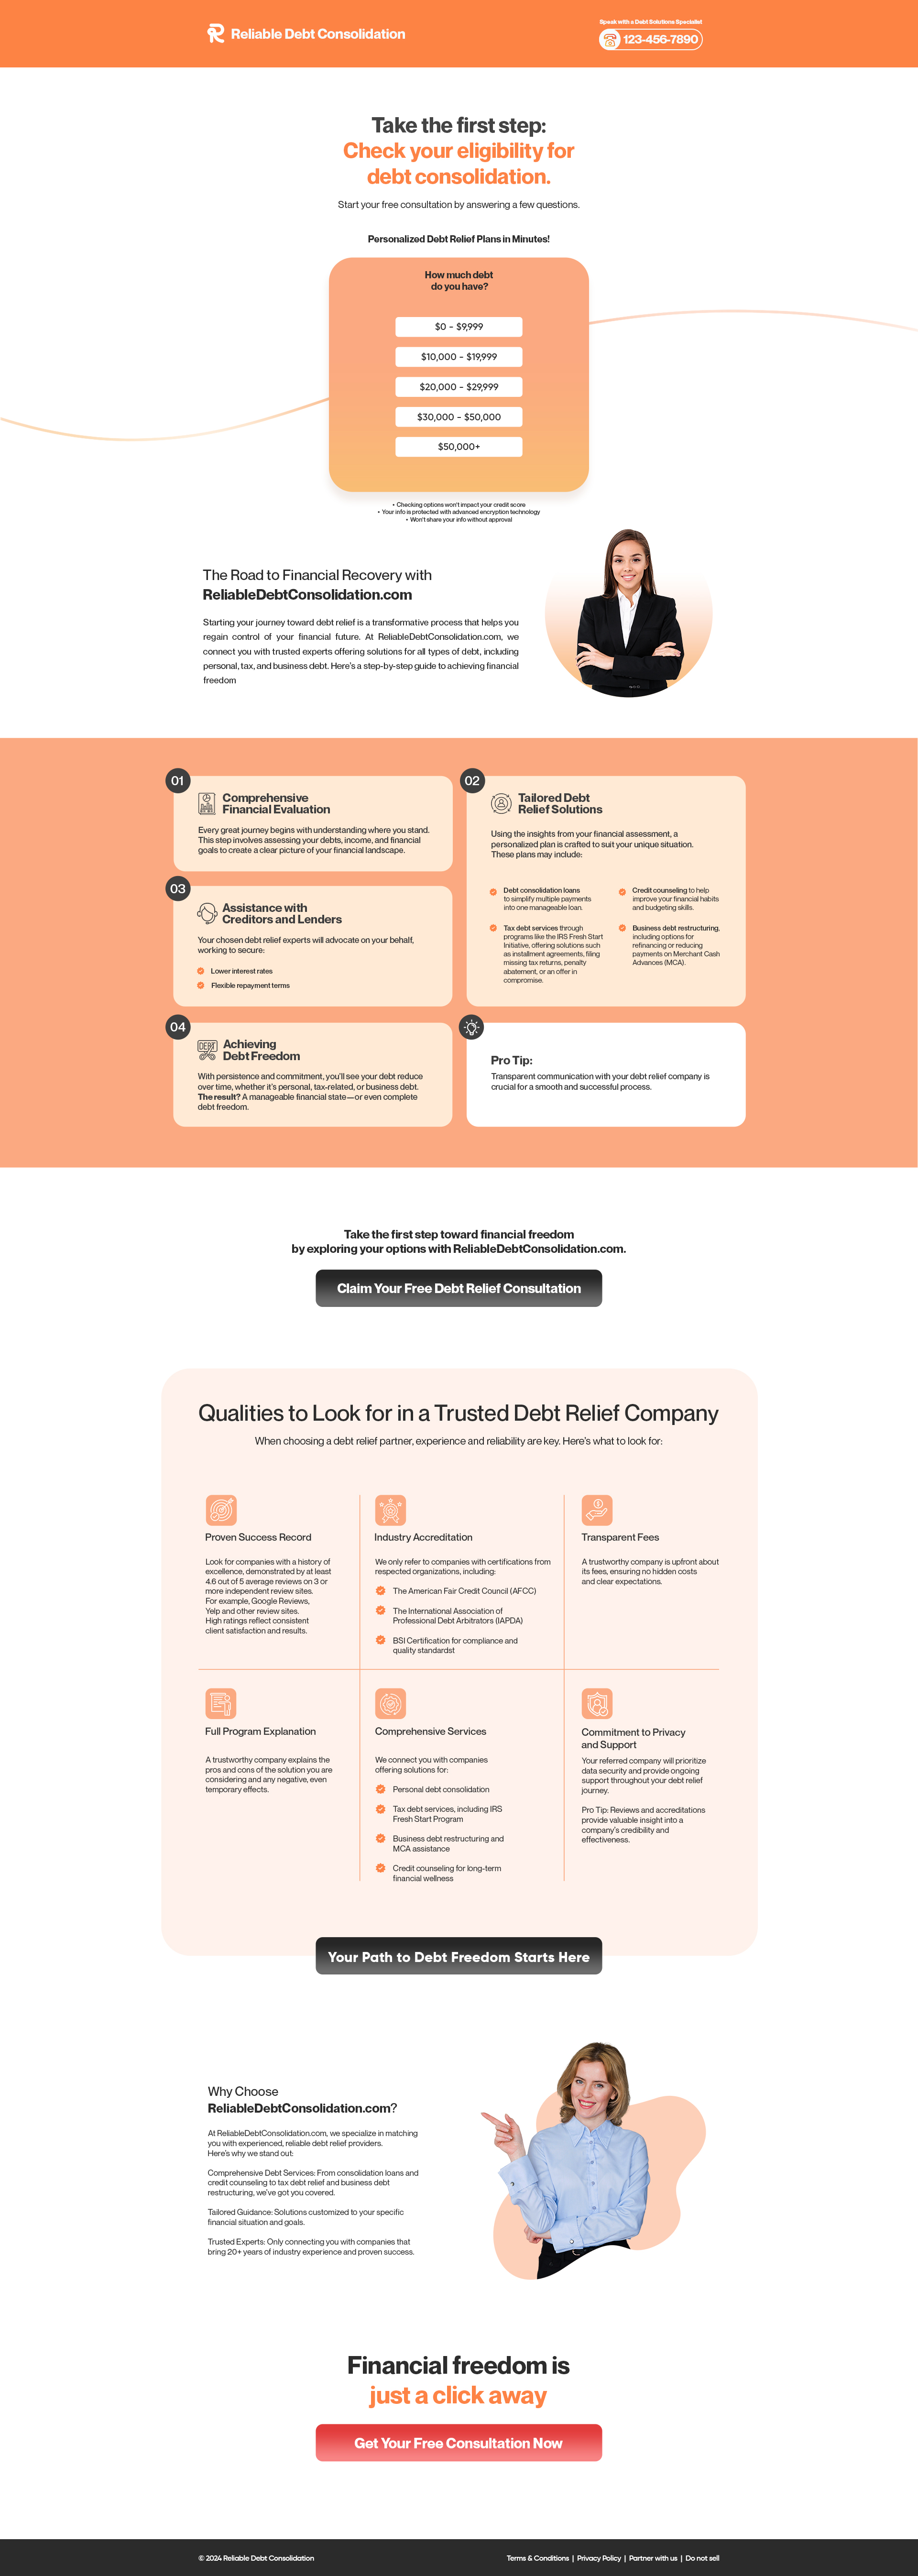 Reliable Debt Consolidation
Speak with a Debt Solutions Specialist
123-456-7890
Take the first step:
Check your eligibility for
debt consolidation.
Start your free consultation by answering a few questions.
Personalized Debt Relief Plans in Minutes!
How much debt
do you have?
$0 - $9,999
$10,000 - $19,999
$20,000 - $29,999
$30,000 - $50,000
$50,000+
• Checking options won't impact your credit score
• Your info is protected with advanced encryption technology
• Won't share your info without approval
The Road to Financial Recovery with
ReliableDebtConsolidation.com
Starting your journey toward debt relief is a transformative process that helps you
regain control of your financial future. At ReliableDebtConsolidation.com, we
connect you with trusted experts offering solutions for all types of debt, including
personal, tax, and business debt. Here's a step-by-step guide to achieving financial
freedom
01
Comprehensive
Financial Evaluation
Every great journey begins with understanding where you stand.
This step involves assessing your debts, income, and financial
goals to create a clear picture of your financial landscape.
02
Tailored Debt
Relief Solutions
Using the insights from your financial assessment, a
personalized plan is crafted to suit your unique situation.
These plans may include:
Debt consolidation loans
to simplify multiple payments
into one manageable loan.
Credit counseling to help
improve your financial habits
and budgeting skills.
Tax debt services through
programs like the IRS Fresh Start
Initiative, offering solutions such
as installment agreements, filing
missing tax returns, penalty
abatement, or an offer in
compromise.
Business debt restructuring,
including options for
refinancing or reducing
payments on Merchant Cash
Advances (MCA).
03
Assistance with
Creditors and Lenders
Your chosen debt relief experts will advocate on your behalf,
working to secure:
Lower interest rates
Flexible repayment terms
04
DEBT
Achieving
Debt Freedom
With persistence and commitment, you'll see your debt reduce
over time, whether it's personal, tax-related, or business debt.
The result? A manageable financial state—or even complete
debt freedom.
Pro Tip:
Transparent communication with your debt relief company is
crucial for a smooth and successful process.
Take the first step toward financial freedom
by exploring your options with ReliableDebtConsolidation.com.
Claim Your Free Debt Relief Consultation
Qualities to Look for in a Trusted Debt Relief Company
When choosing a debt relief partner, experience and reliability are key. Here's what to look for:
Proven Success Record
Look for companies with a history of
excellence, demonstrated by at least
4.6 out of 5 average reviews on 3 or
more independent review sites.
For example, Google Reviews,
Yelp and other review sites.
High ratings reflect consistent
client satisfaction and results.
Industry Accreditation
We only refer to companies with certifications from
respected organizations, including:
The American Fair Credit Council (AFCC)
The International Association of
Professional Debt Arbitrators (IAPDA)
BSI Certification for compliance and
quality standardst
Transparent Fees
A trustworthy company is upfront about
its fees, ensuring no hidden costs
and clear expectations.
Full Program Explanation
A trustworthy company explains the
pros and cons of the solution you are
considering and any negative, even
temporary effects.
Comprehensive Services
We connect you with companies
offering solutions for:
Personal debt consolidation
Tax debt services, including IRS
Fresh Start Program
Business debt restructuring and
MCA assistance
Credit counseling for long-term
financial wellness
Commitment to Privacy
and Support
Your referred company will prioritize
data security and provide ongoing
support throughout your debt relief
journey.
Pro Tip: Reviews and accreditations
provide valuable insight into a
company's credibility and
effectiveness.
Your Path to Debt Freedom Starts Here
Why Choose
ReliableDebtConsolidation.com?
At ReliableDebtConsolidation.com, we specialize in matching
you with experienced, reliable debt relief providers.
Here's why we stand out:
Comprehensive Debt Services: From consolidation loans and
credit counseling to tax debt relief and business debt
restructuring, we've got you covered.
Tailored Guidance: Solutions customized to your specific
financial situation and goals.
Trusted Experts: Only connecting you with companies that
bring 20+ years of industry experience and proven success.
Financial freedom is
just a click away
Get Your Free Consultation Now
© 2024 Reliable Debt Consolidation
Terms & Conditions | Privacy Policy | Partner with us | Do not sell